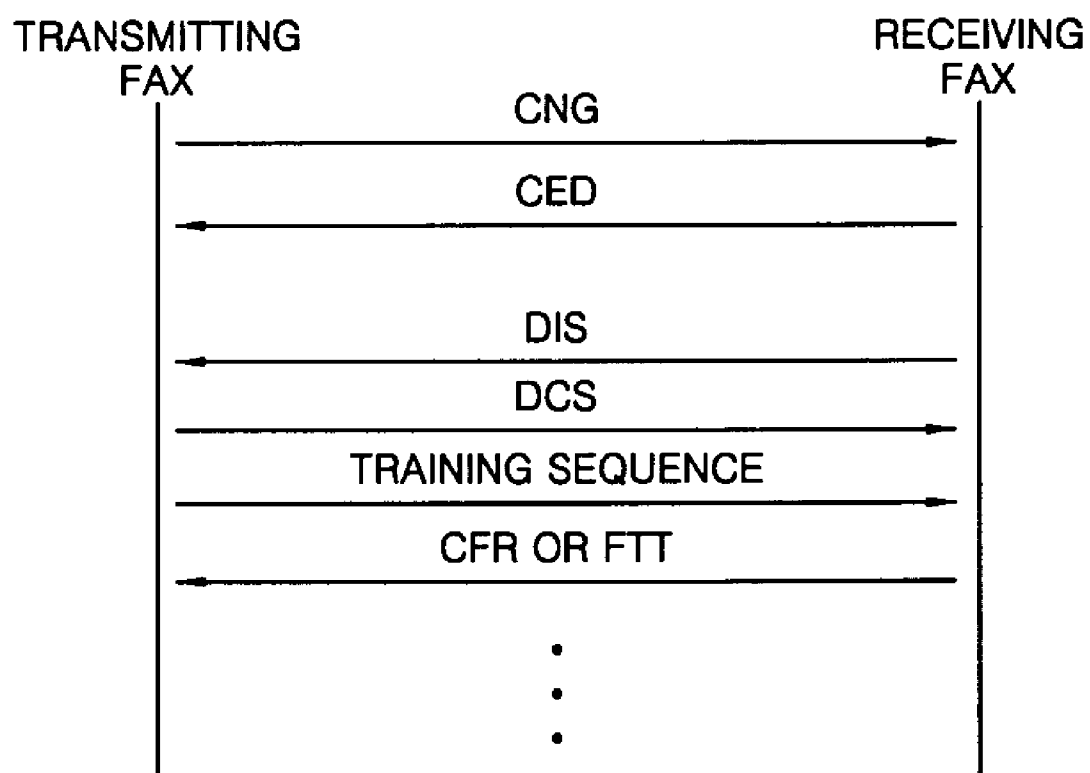 TRANSMITTING
FAX
RECEIVING
FAX
CNG
CED
DIS
DCS
TRAINING SEQUENCE
CFR OR FTT